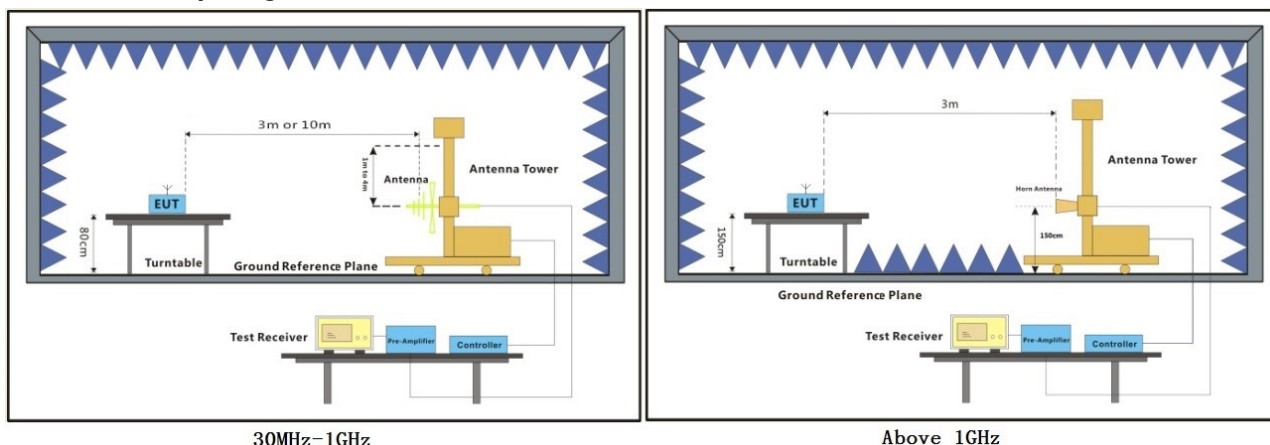 3m or 10m
1m to 4m
Antenna
Antenna Tower
EUT
80cm
Turntable
Ground Reference Plane
Test Receiver
Pre-Amplifier
Controller
30MHz-1GHz
3m
Antenna Tower
Horn Antenna
EUT
150cm
150cm
Turntable
Ground Reference Plane
Test Receiver
Pre-Amplifier
Controller
Above 1GHz